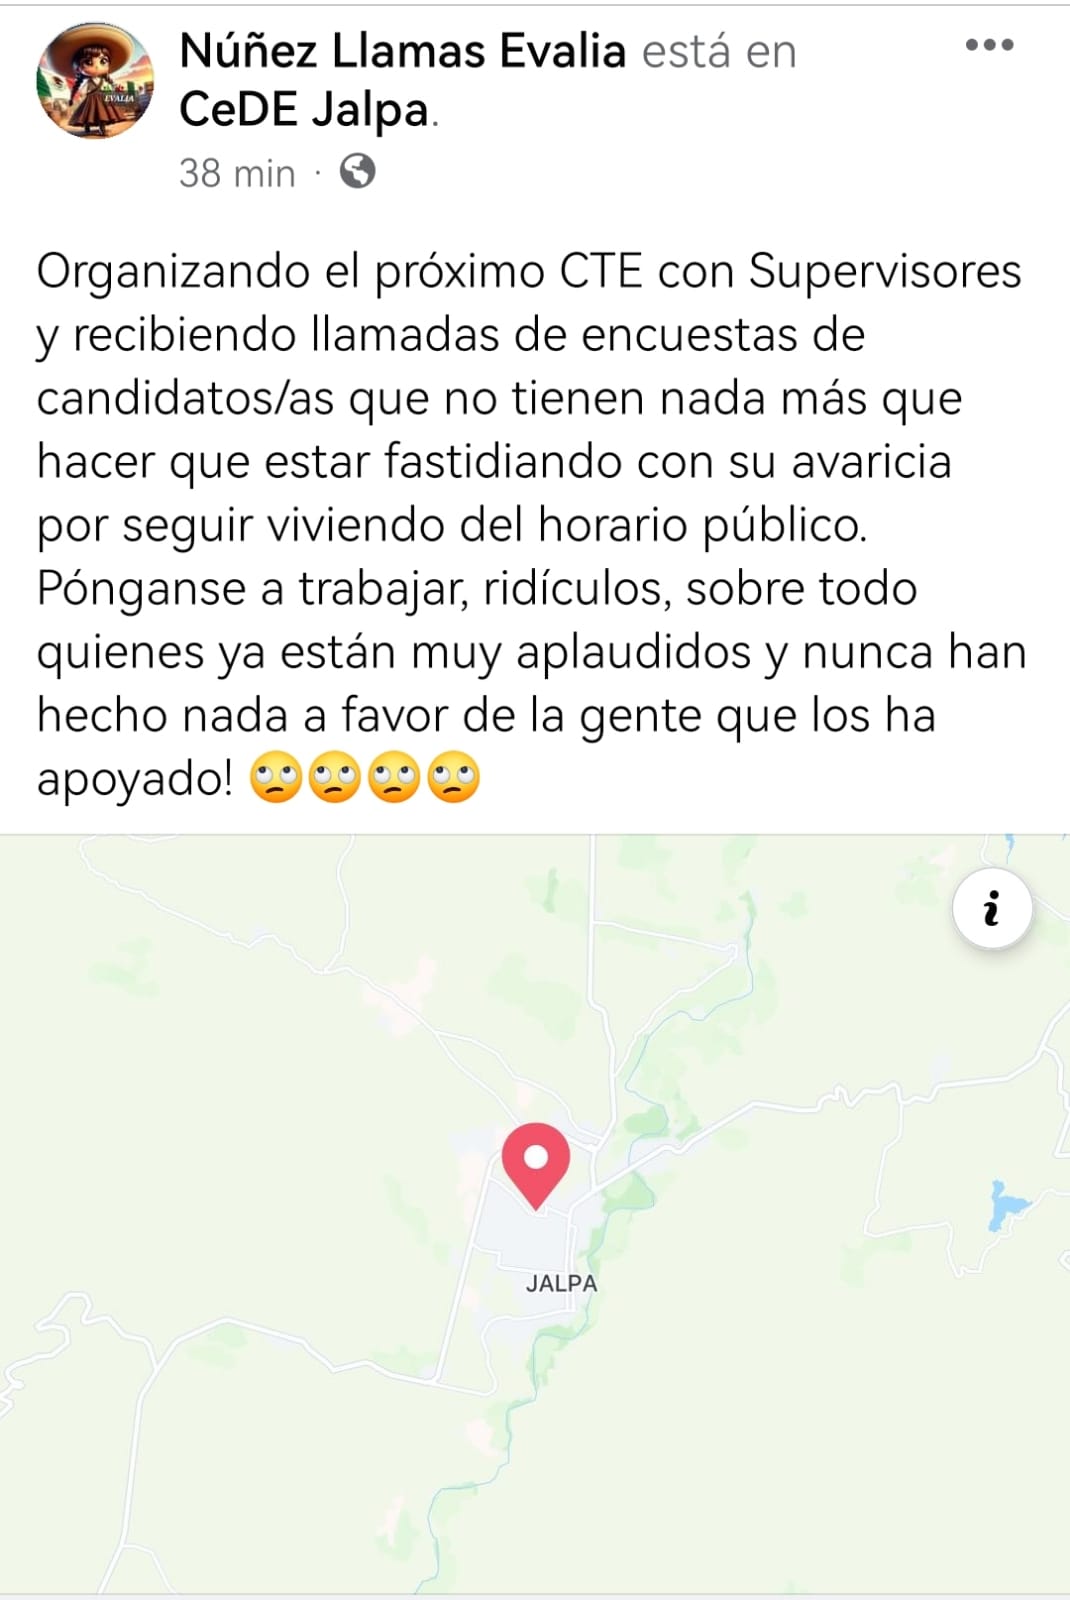 Núñez Llamas Evalia está en
CeDE Jalpa.
38 min ·
EVALIA
Organizando el próximo CTE con Supervisores
y recibiendo llamadas de encuestas de
candidatos/as que no tienen nada más que
hacer que estar fastidiando con su avaricia
por seguir viviendo del horario público.
Pónganse a trabajar, ridículos, sobre todo
quienes ya están muy aplaudidos y nunca han
hecho nada a favor de la gente que los ha
apoyado! 🙄🙄🙄🙄
i
JALPA